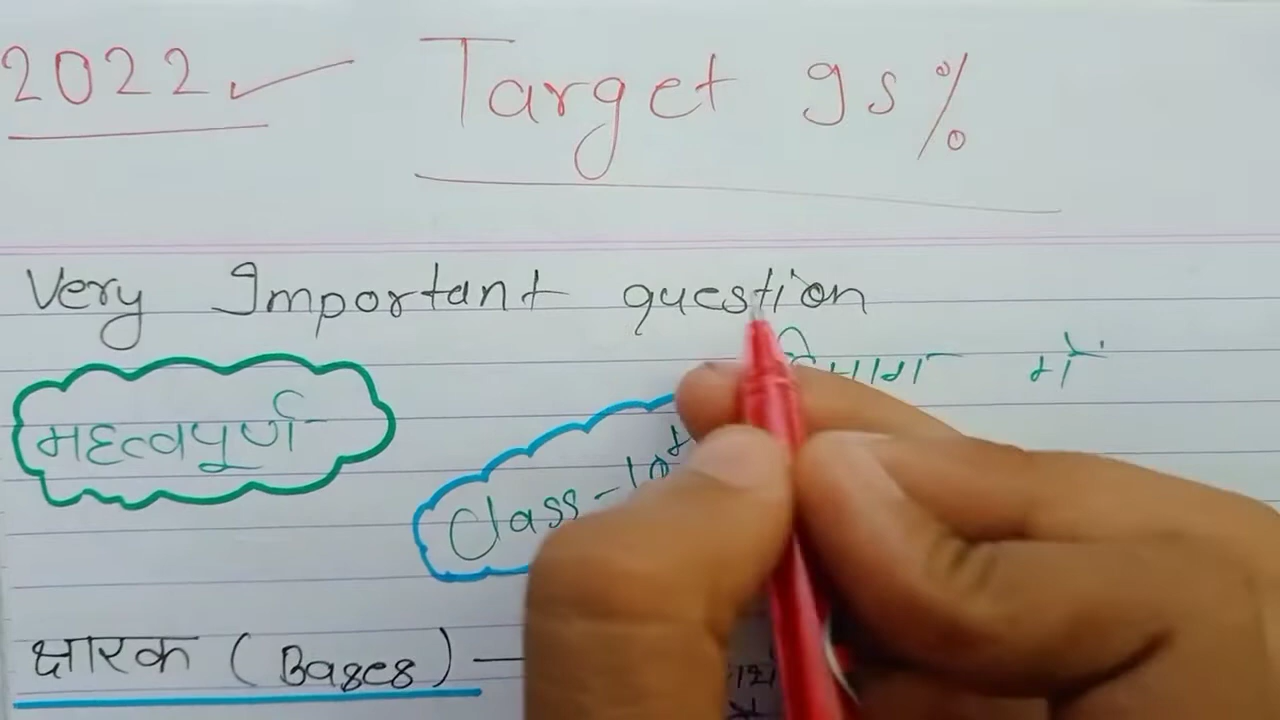 2022 Target 95%
Very Important question
में
महत्वपूर्ण
Class-10
क्षारक (Bases) —